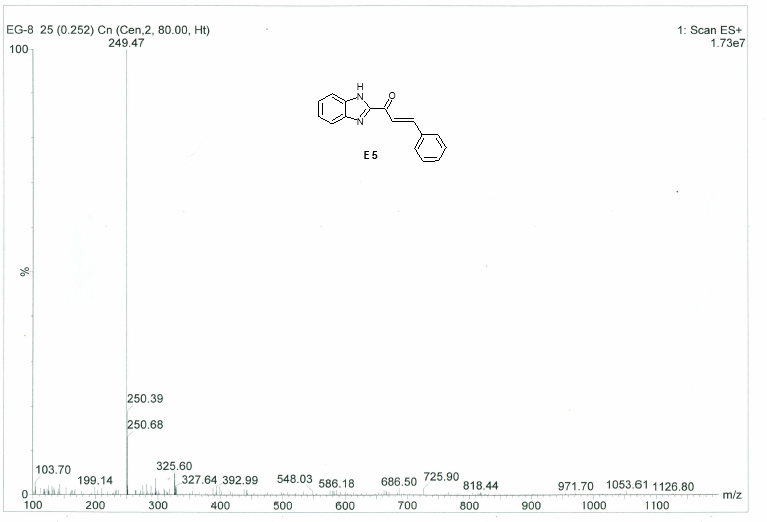 EG-8 25 (0.252) Cn (Cen,2, 80.00, Ht)
1: Scan ES+
1.73e7
249.47
100
H
N
O
N
E5
%
250.39
250.68
103.70
199.14
325.60
327.64
392.99
548.03
586.18
686.50
725.90
818.44
971.70
1053.61
1126.80
0
m/z
100 200 300 400 500 600 700 800 900 1000 1100